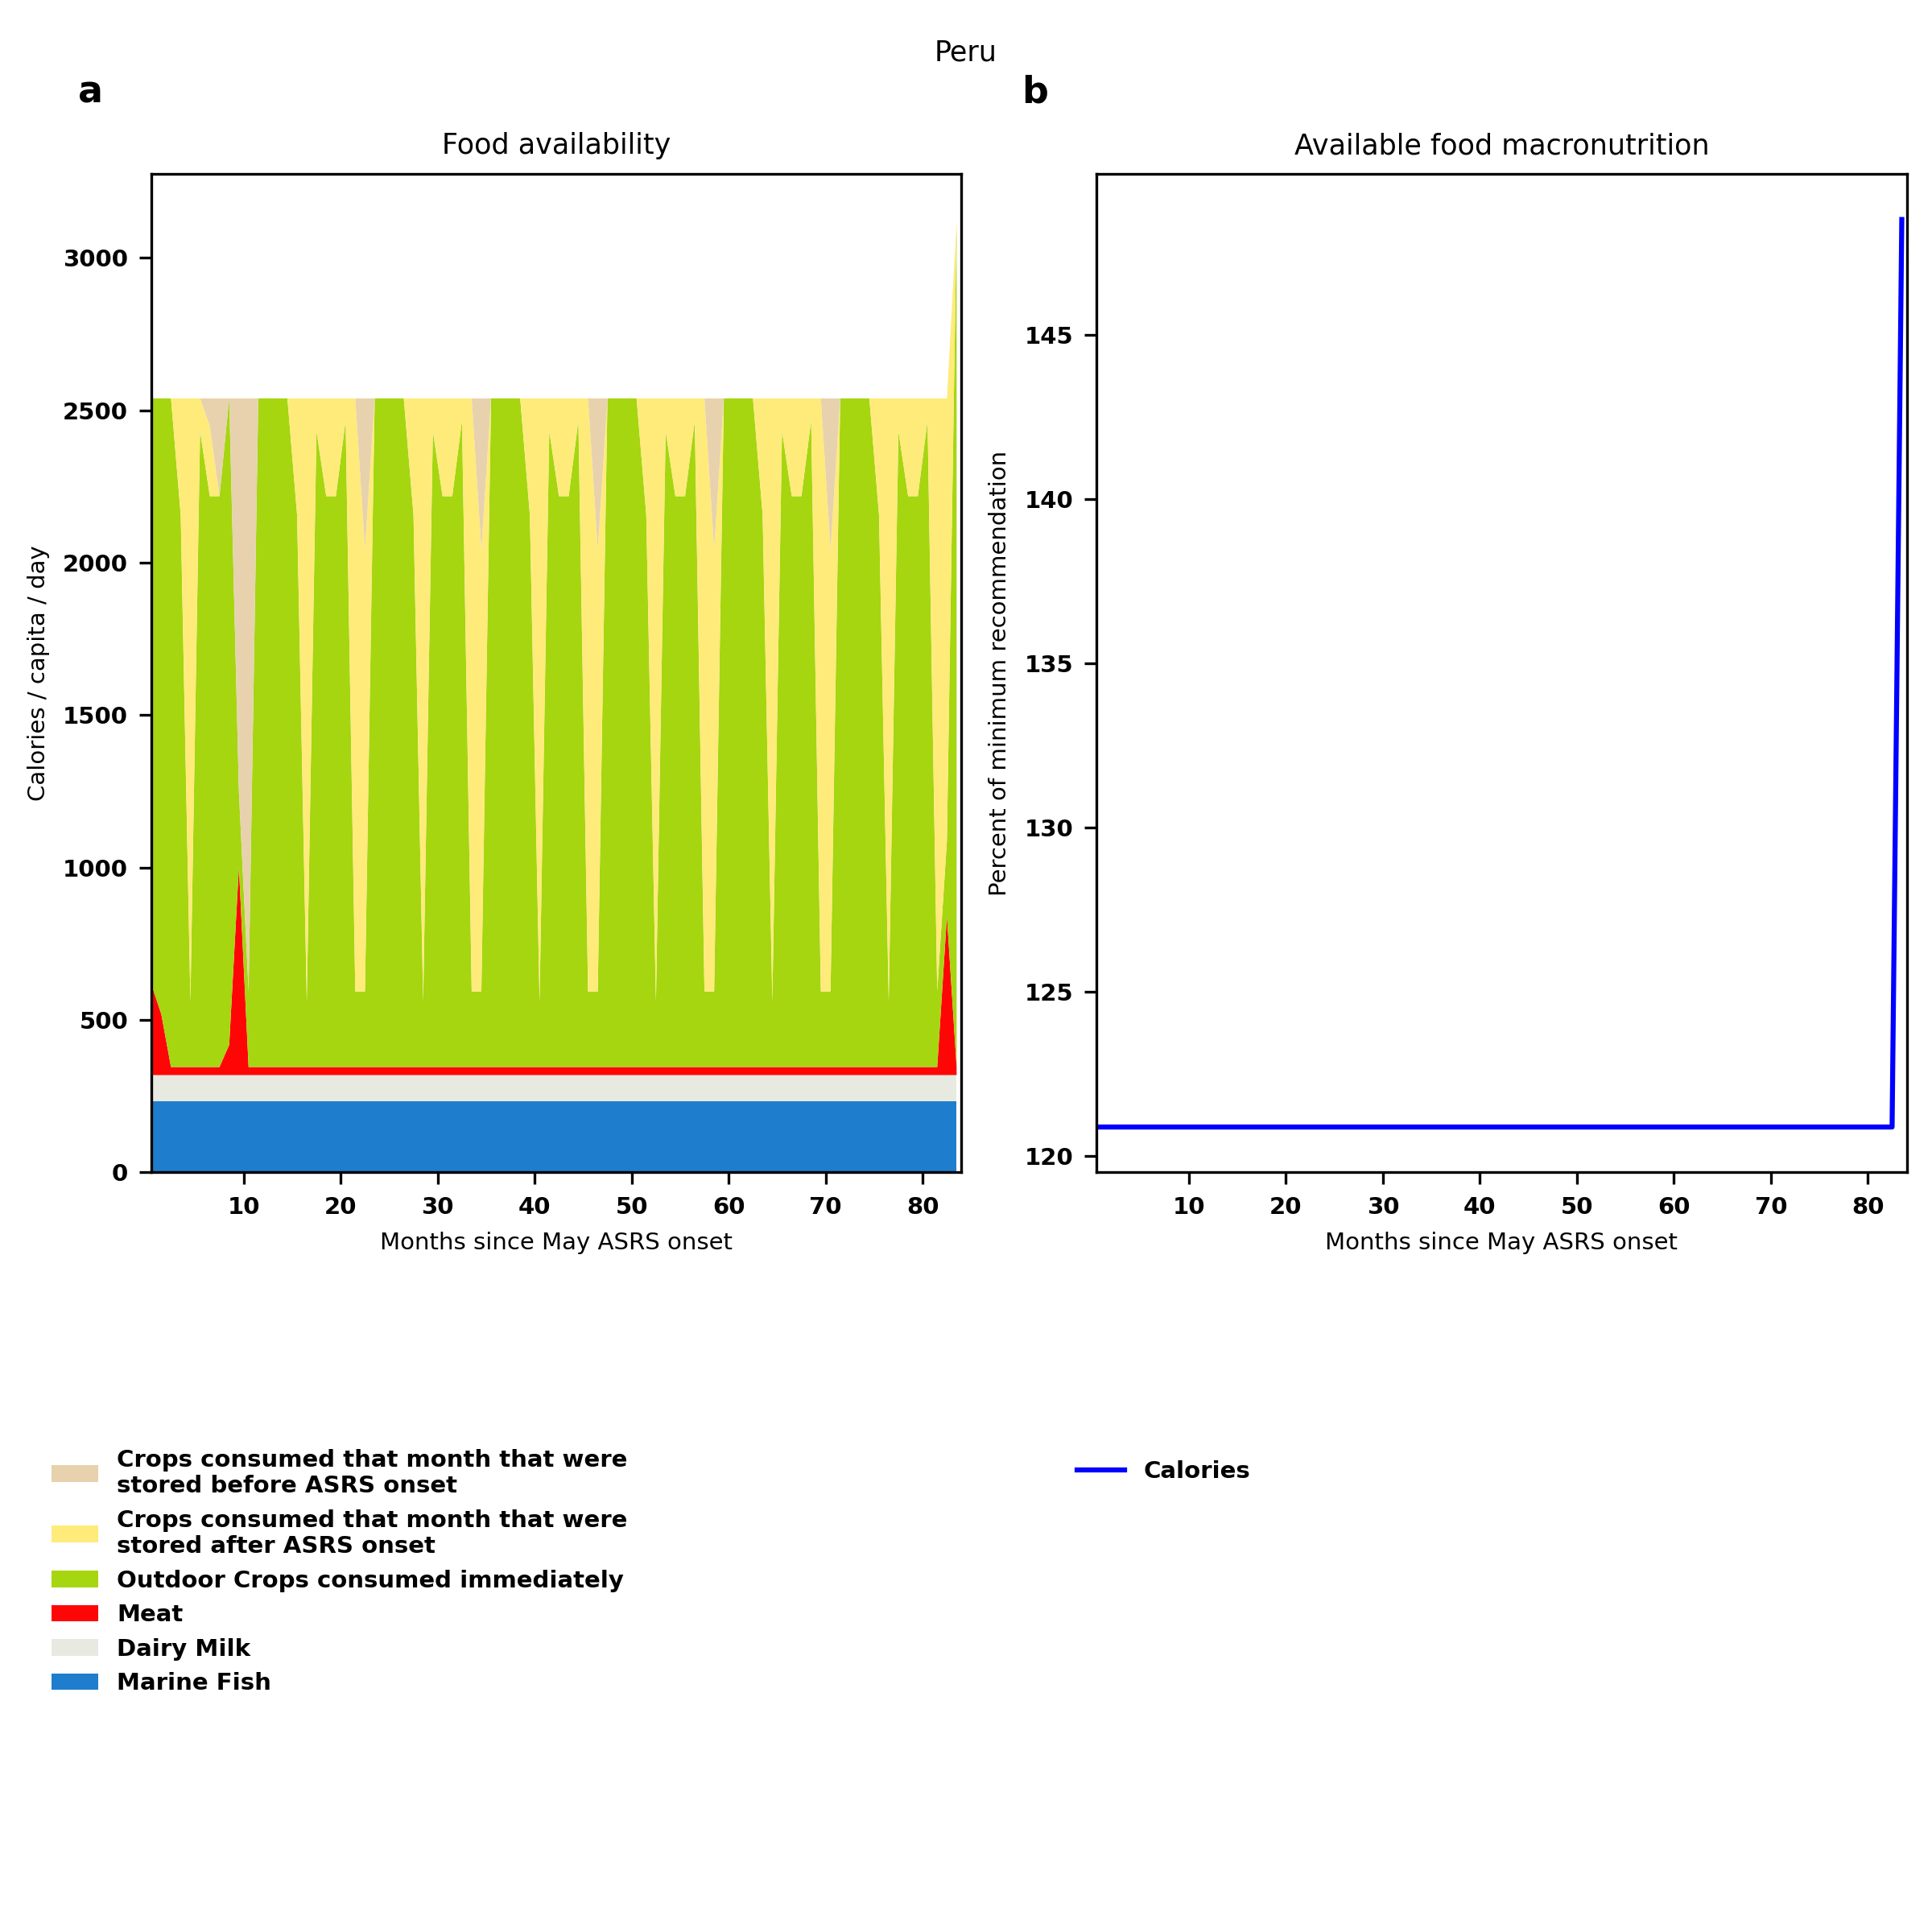 Peru
a
Food availability
3000
2500
2000
1500
1000
500
0
Calories / capita / day
10 20 30 40 50 60 70 80
Months since May ASRS onset
b
Available food macronutrition
145
140
135
130
125
120
Percent of minimum recommendation
10 20 30 40 50 60 70 80
Months since May ASRS onset
Crops consumed that month that were
stored before ASRS onset
Crops consumed that month that were
stored after ASRS onset
Outdoor Crops consumed immediately
Meat
Dairy Milk
Marine Fish
Calories